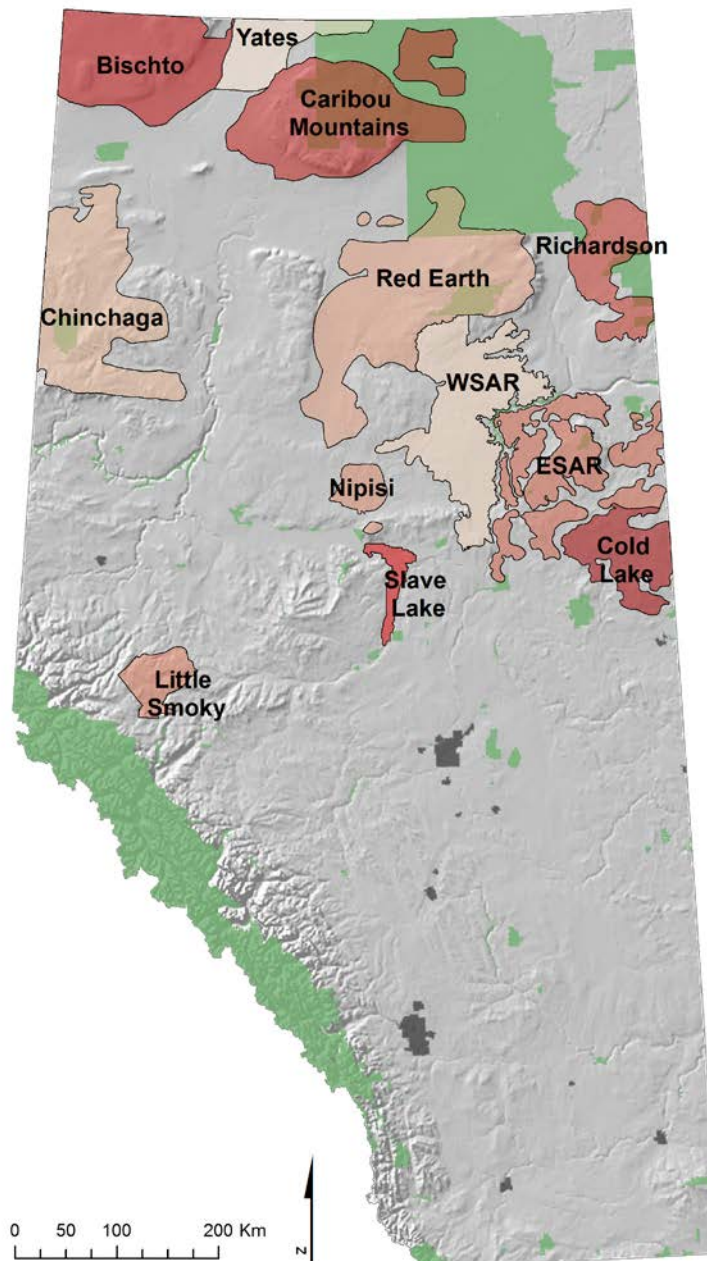 Yates
Bischto
Caribou
Mountains
Richardson
Red Earth
Chinchaga
WSAR
ESAR
Nipisi
Cold
Lake
Slave
Lake
Little
Smoky
0 50 100 200 Km
N